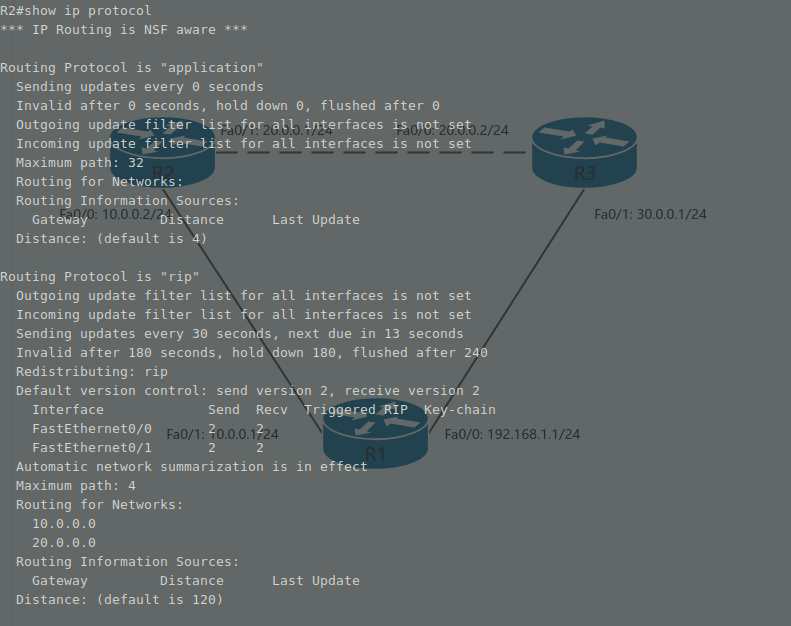 R2#show ip protocol
*** IP Routing is NSF aware ***
Routing Protocol is "application"
Sending updates every 0 seconds
Invalid after 0 seconds, hold down 0, flushed after 0
Outgoing update filter list for all interfaces is not set
Fa0/1: 20.0.0.1/24
Fa0/0: 20.0.0.2/24
Incoming update filter list for all interfaces is not set
Maximum path: 32
R2
R3
Routing for Networks:
Routing Information Sources:
Fa0/0: 10.0.0.2/24
Fa0/1: 30.0.0.1/24
Gateway Distance Last Update
Distance: (default is 4)
Routing Protocol is "rip"
Outgoing update filter list for all interfaces is not set
Incoming update filter list for all interfaces is not set
Sending updates every 30 seconds, next due in 13 seconds
Invalid after 180 seconds, hold down 180, flushed after 240
Redistributing: rip
Default version control: send version 2, receive version 2
Interface Send Recv Triggered RIP Key-chain
FastEthernet0/0 2 2
Fa0/1: 10.0.0.1/24
Fa0/0: 192.168.1.1/24
FastEthernet0/1 2 2
R1
Automatic network summarization is in effect
Maximum path: 4
Routing for Networks:
10.0.0.0
20.0.0.0
Routing Information Sources:
Gateway Distance Last Update
Distance: (default is 120)